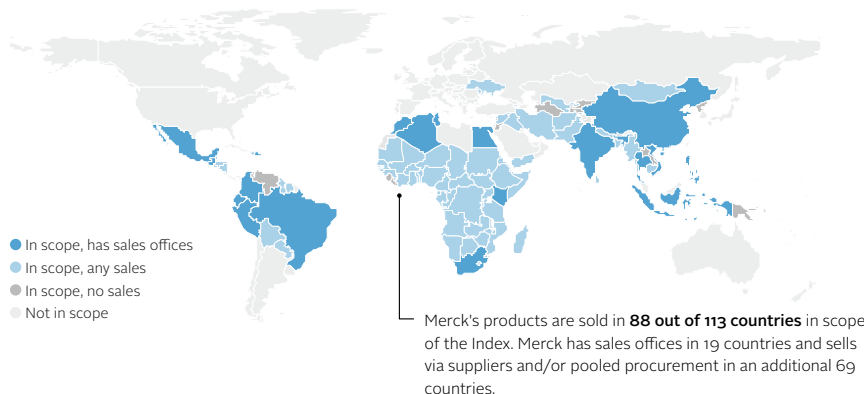 In scope, has sales offices
In scope, any sales
In scope, no sales
Not in scope
Merck's products are sold in 88 out of 113 countries in scope
of the Index. Merck has sales offices in 19 countries and sells
via suppliers and/or pooled procurement in an additional 69
countries.